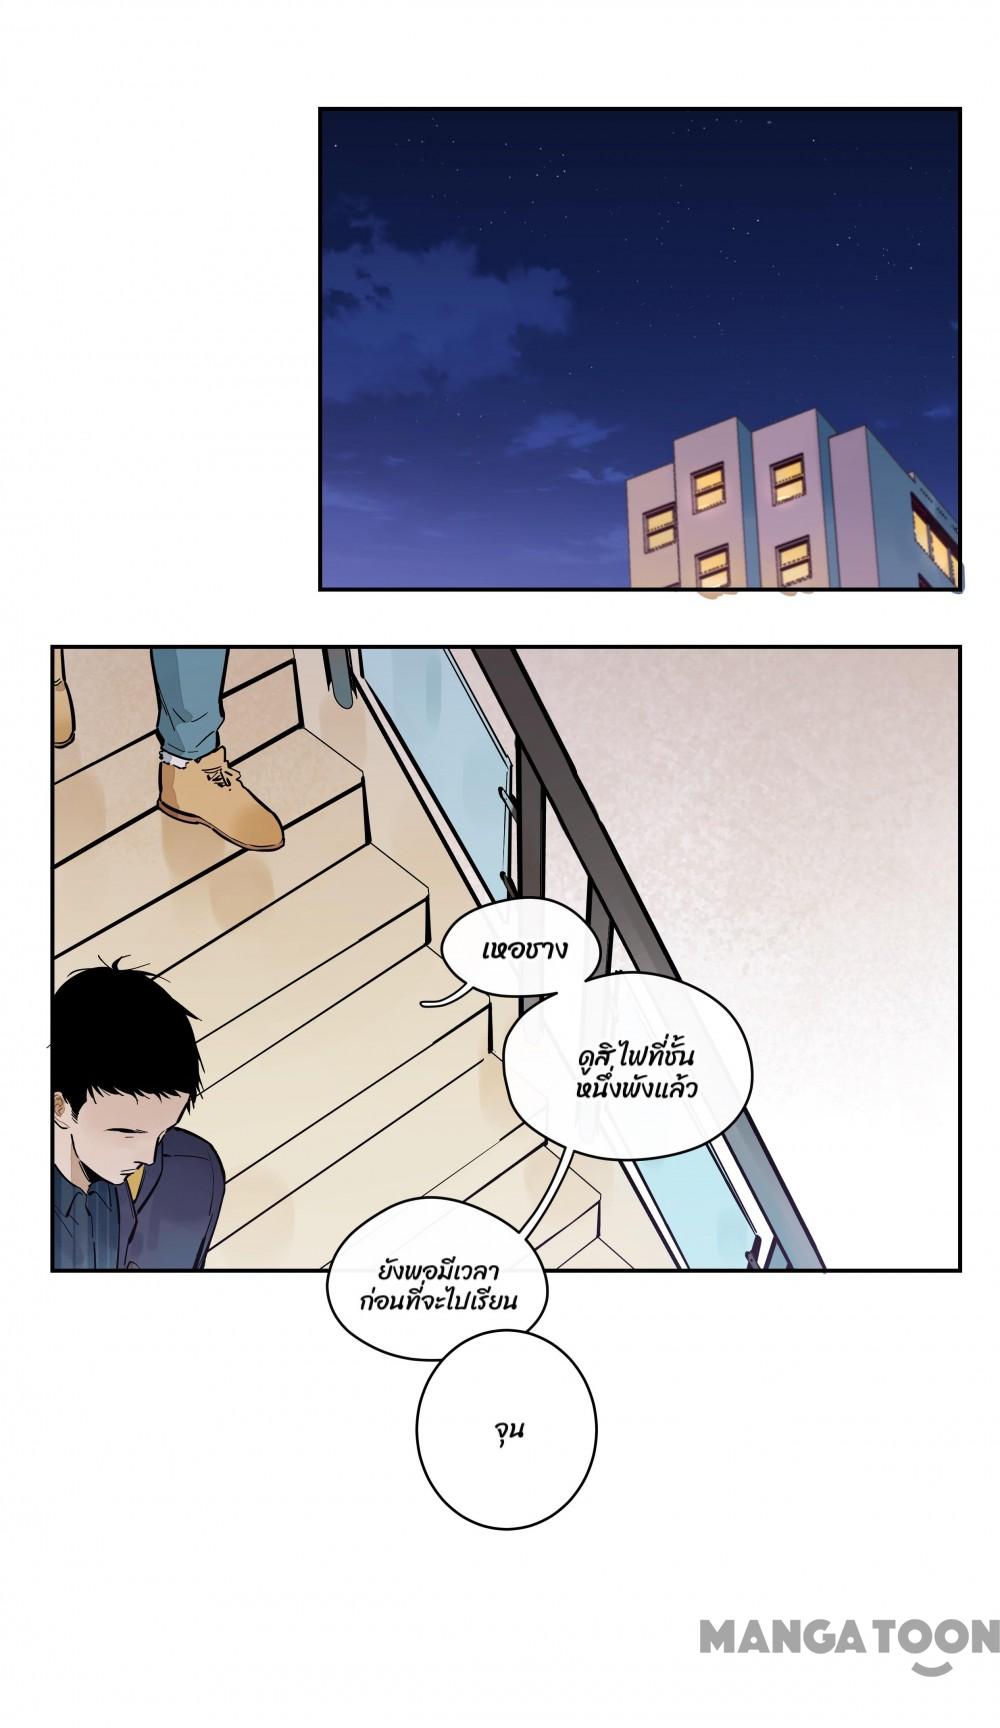 เหอชาง
ดูสิ ไฟที่ชั้น
หนึ่งพังแล้ว
ยังพอมีเวลา
ก่อนที่จะไปเรียน
จุน
MANGATOON